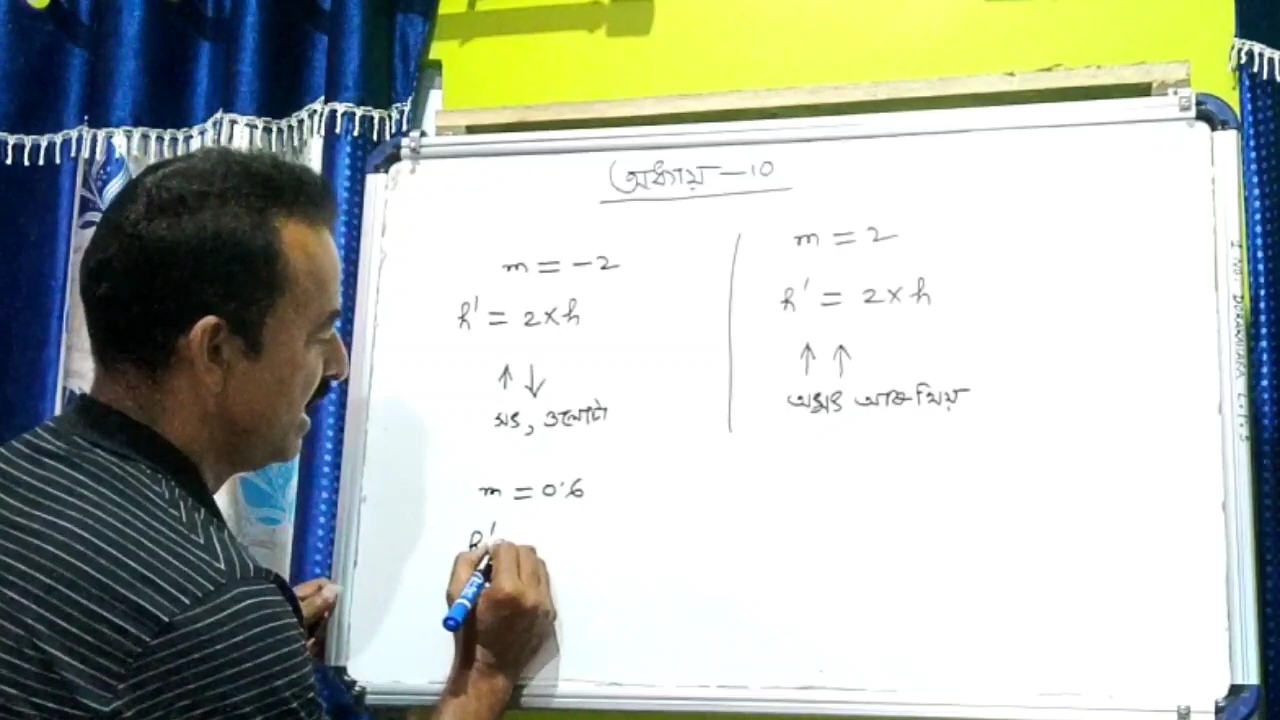 অধ্যায় – 10
m = -2
h' = 2×h
↑ ↓
সৎ, ওলোটা
m = 0.6
h'
m = 2
h' = 2×h
↑ ↑
অসৎ আৰু থিয়